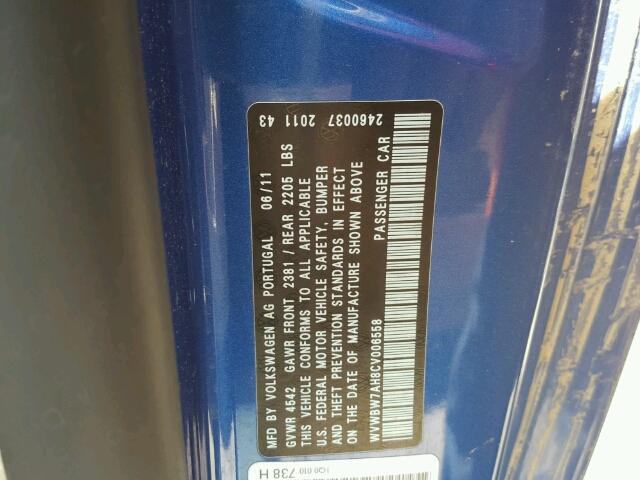 2460037 2011 43
MFD BY VOLKSWAGEN AG PORTUGAL 06/11
GVWR 4542 GAWR FRONT 2381 / REAR 2205 LBS
THIS VEHICLE CONFORMS TO ALL APPLICABLE
U.S. FEDERAL MOTOR VEHICLE SAFETY, BUMPER
AND THEFT PREVENTION STANDARDS IN EFFECT
ON THE DATE OF MANUFACTURE SHOWN ABOVE
WVWBW7AH8CV006558
PASSENGER CAR
1Q0 010 738 H